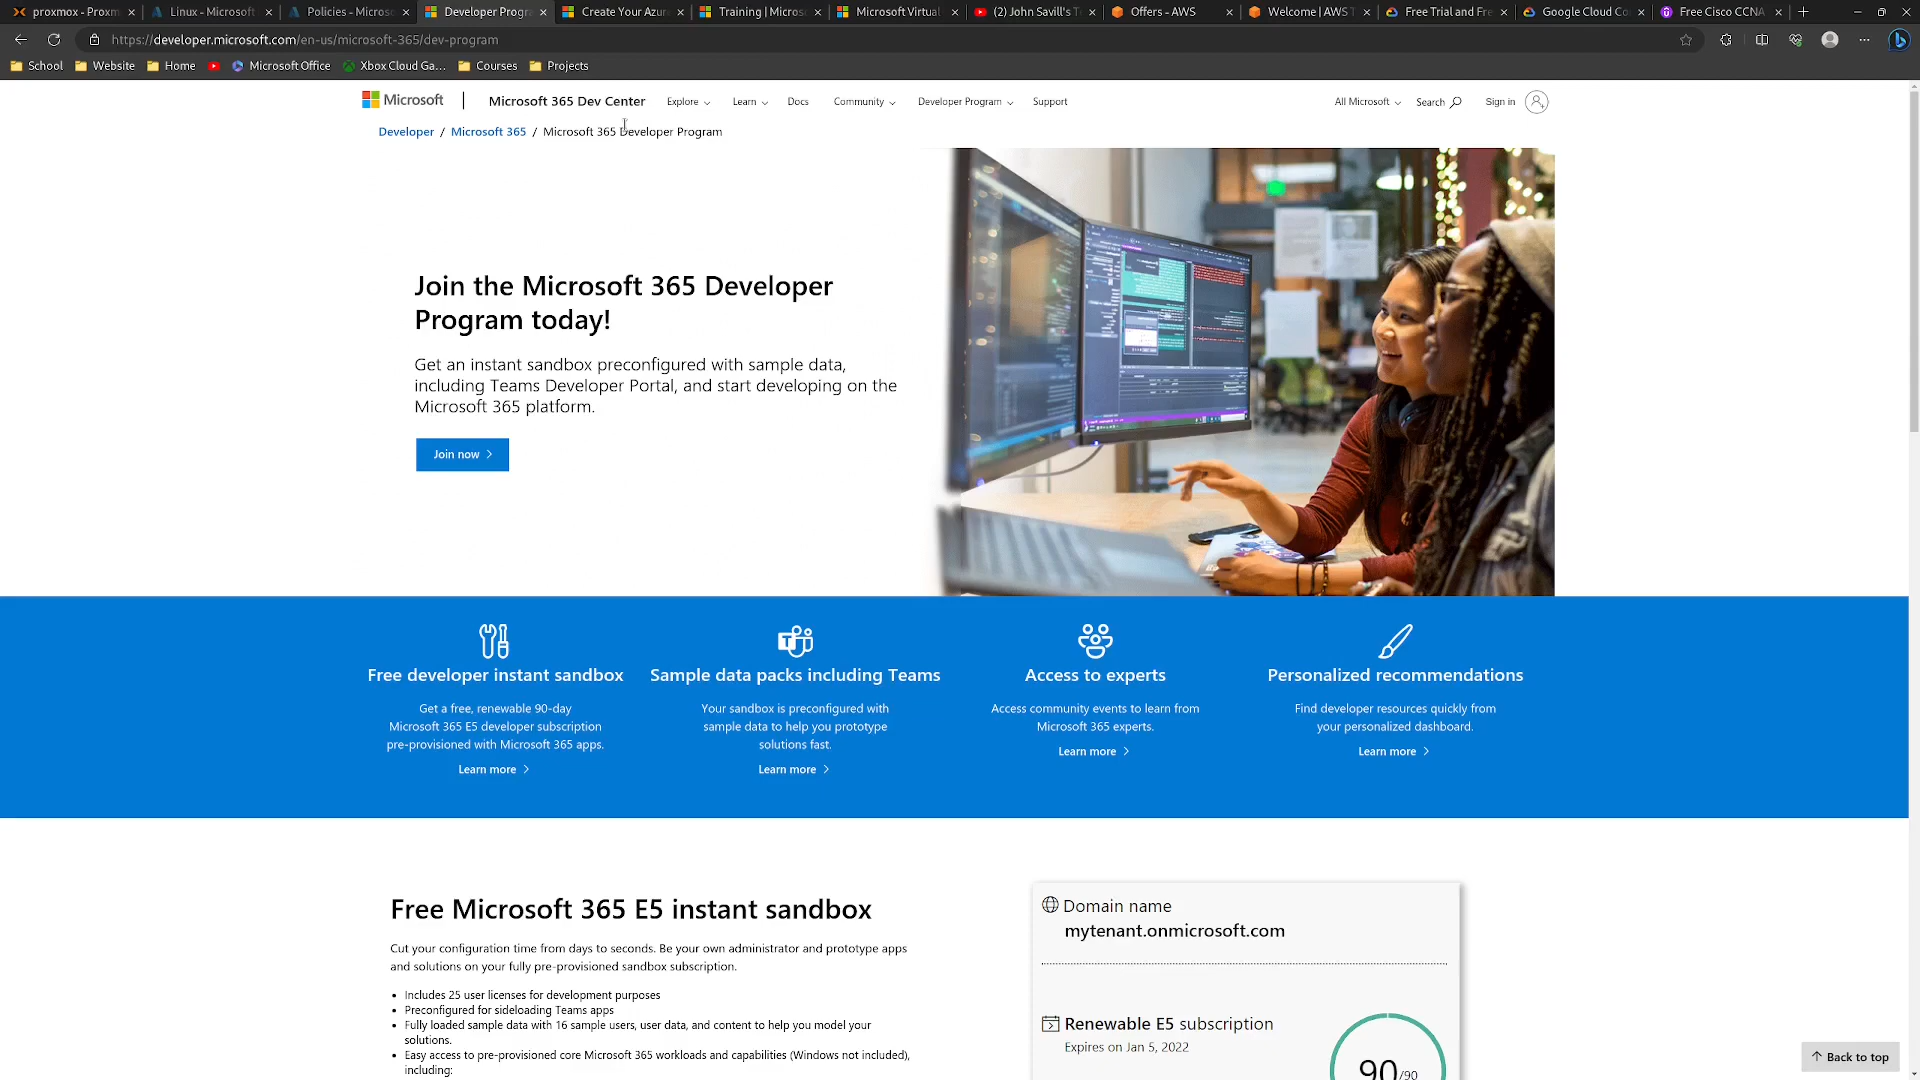 proxmox - Proxm
Linux - Microsoft
Policies - Microso
Developer Progra
Create Your Azur
Training | Micros
Microsoft Virtual
(2) John Savill's T
Offers - AWS
Welcome | AWS T
Free Trial and Fre
Google Cloud Co
Free Cisco CCNA
https://developer.microsoft.com/en-us/microsoft-365/dev-program
School
Website
Home
Microsoft Office
Xbox Cloud Ga...
Courses
Projects
Microsoft
Microsoft 365 Dev Center
Explore
Learn
Docs
Community
Developer Program
Support
All Microsoft
Search
Sign in
Developer / Microsoft 365 / Microsoft 365 Developer Program
Join the Microsoft 365 Developer
Program today!
Get an instant sandbox preconfigured with sample data,
including Teams Developer Portal, and start developing on the
Microsoft 365 platform.
Join now
Free developer instant sandbox
Get a free, renewable 90-day
Microsoft 365 E5 developer subscription
pre-provisioned with Microsoft 365 apps.
Learn more
Sample data packs including Teams
Your sandbox is preconfigured with
sample data to help you prototype
solutions fast.
Learn more
Access to experts
Access community events to learn from
Microsoft 365 experts.
Learn more
Personalized recommendations
Find developer resources quickly from
your personalized dashboard.
Learn more
Free Microsoft 365 E5 instant sandbox
Cut your configuration time from days to seconds. Be your own administrator and prototype apps
and solutions on your fully pre-provisioned sandbox subscription.
• Includes 25 user licenses for development purposes
• Preconfigured for sideloading Teams apps
• Fully loaded sample data with 16 sample users, user data, and content to help you model your
solutions.
• Easy access to pre-provisioned core Microsoft 365 workloads and capabilities (Windows not included),
including:
Domain name
mytenant.onmicrosoft.com
Renewable E5 subscription
Expires on Jan 5, 2022
90/90
Back to top